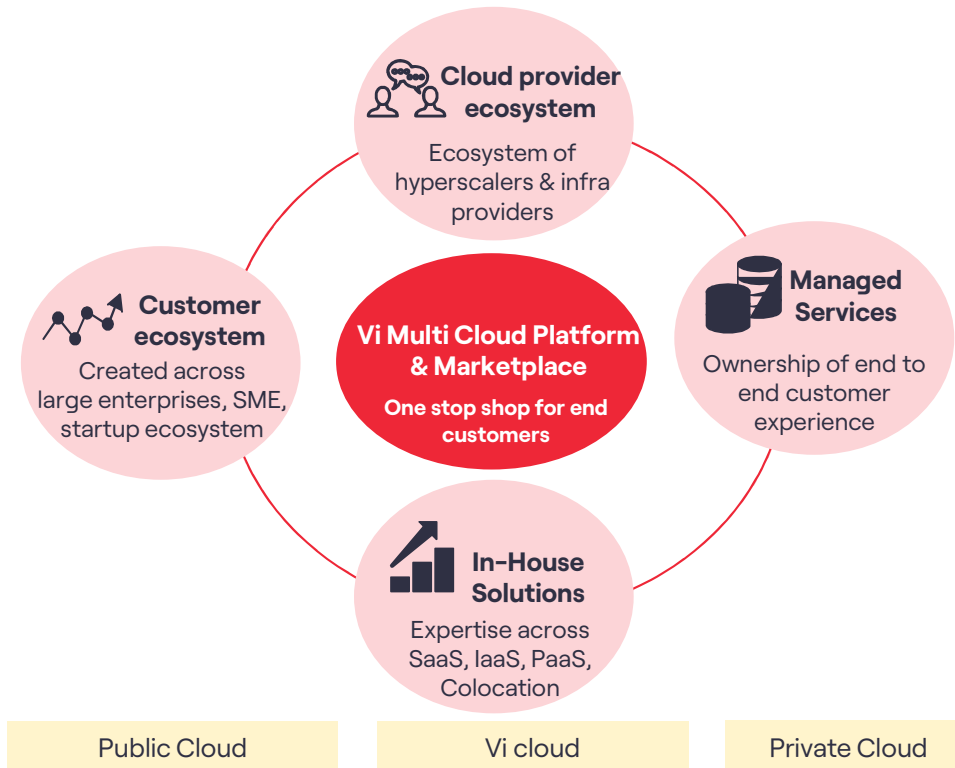 Cloud provider
ecosystem
Ecosystem of
hyperscalers & infra
providers
Customer
ecosystem
Created across
large enterprises, SME,
startup ecosystem
Vi Multi Cloud Platform
& Marketplace
One stop shop for end
customers
Managed
Services
Ownership of end to
end customer
experience
In-House
Solutions
Expertise across
SaaS, IaaS, PaaS,
Colocation
Public Cloud
Vi cloud
Private Cloud